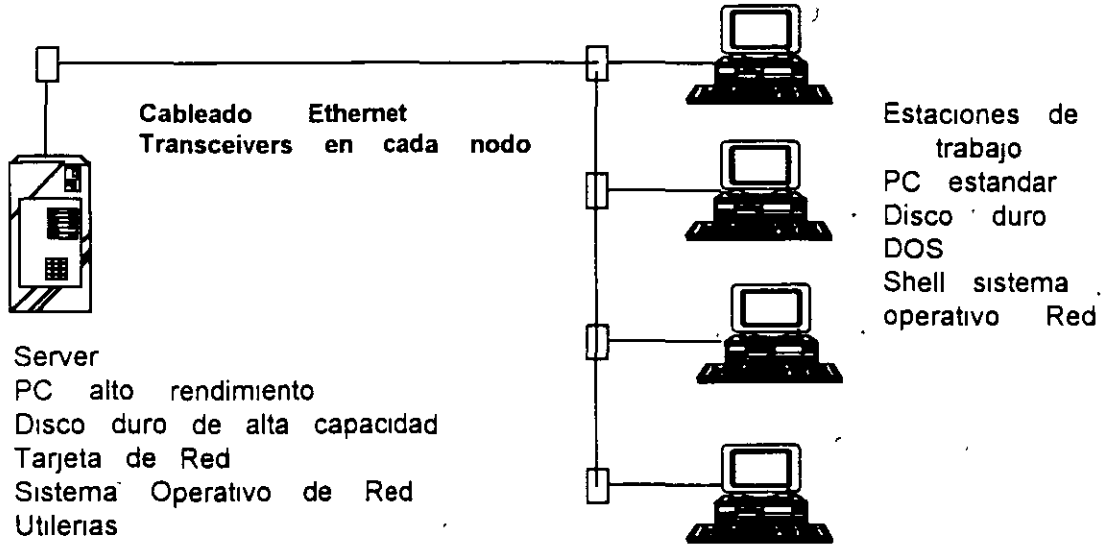 Cableado Ethernet
Transceivers en cada nodo
Estaciones de
trabajo
PC estandar
Disco duro
DOS
Shell sistema
operativo Red
Server
PC alto rendimiento
Disco duro de alta capacidad
Tarjeta de Red
Sistema Operativo de Red
Utilerias